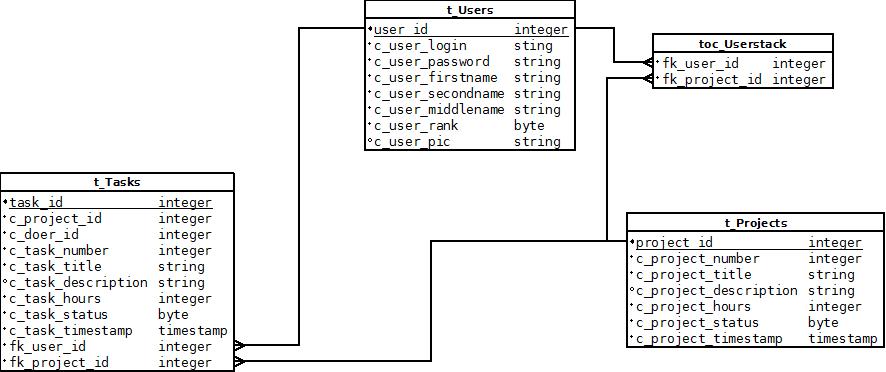 t_Users
user_id integer
c_user_login sting
c_user_password string
c_user_firstname string
c_user_secondname string
c_user_middlename string
c_user_rank byte
c_user_pic string
toc_Userstack
fk_user_id integer
fk_project_id integer
t_Tasks
task_id integer
c_project_id integer
c_doer_id integer
c_task_number integer
c_task_title string
c_task_description string
c_task_hours integer
c_task_status byte
c_task_timestamp timestamp
fk_user_id integer
fk_project_id integer
t_Projects
project_id integer
c_project_number integer
c_project_title string
c_project_description string
c_project_hours integer
c_project_status byte
c_project_timestamp timestamp